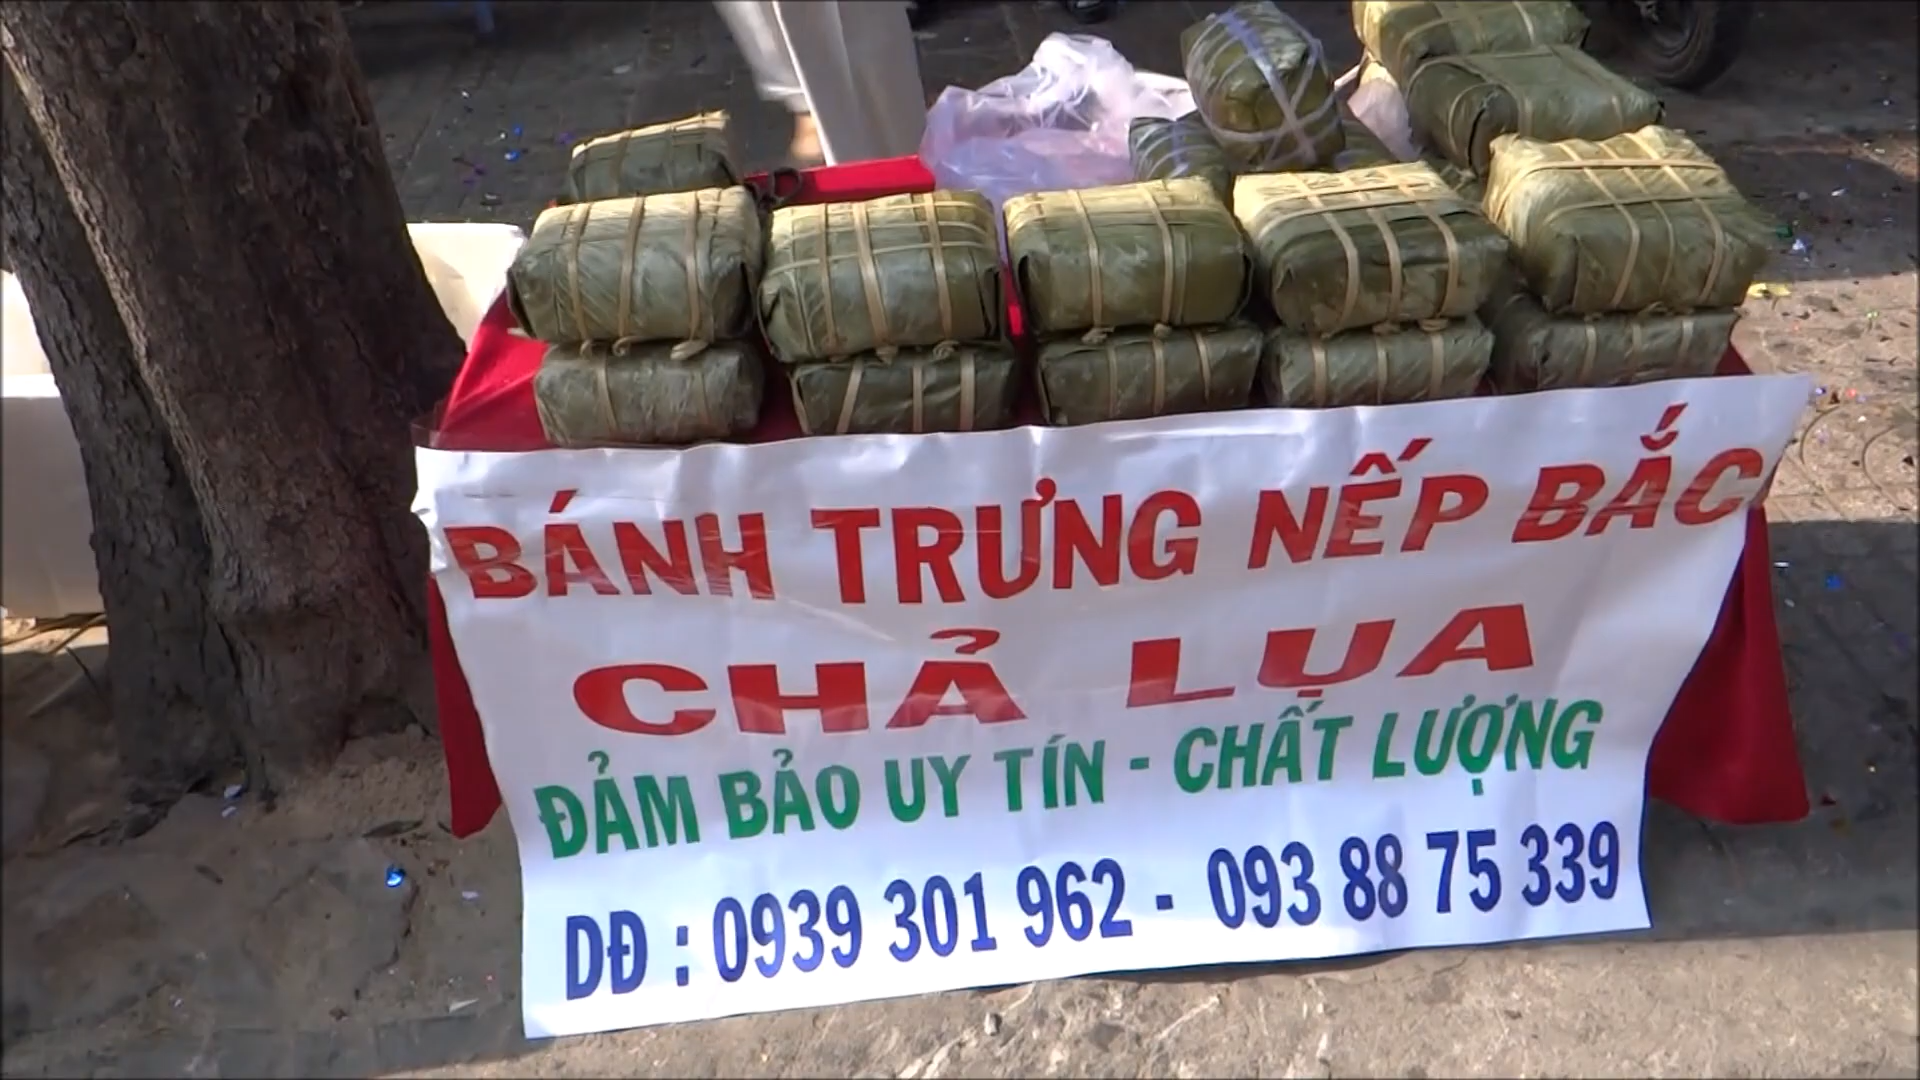 BÁNH TRƯNG NẾP BẮC
CHẢ LỤA
ĐẢM BẢO UY TÍN - CHẤT LƯỢNG
DĐ : 0939 301 962 - 093 88 75 339